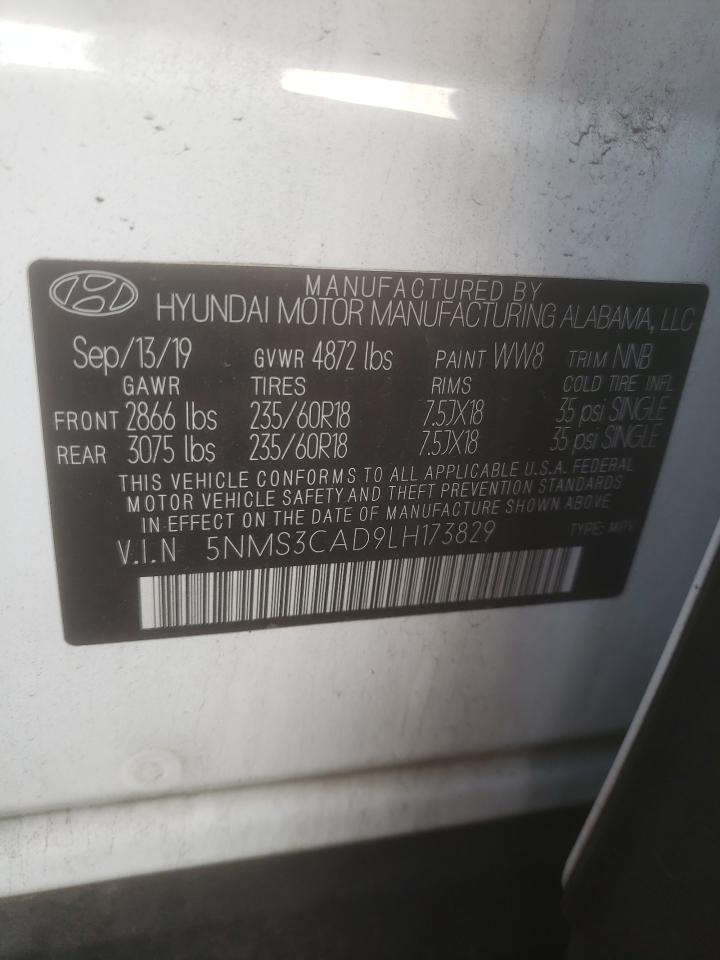 MANUFACTURED BY
HYUNDAI MOTOR MANUFACTURING ALABAMA, LLC
Sep/13/19 GVWR 4872 lbs PAINT WW8 TRIM NNB
GAWR TIRES RIMS COLD TIRE INFL
FRONT 2866 lbs 235/60R18 7.5JX18 35 psi SINGLE
REAR 3075 lbs 235/60R18 7.5JX18 35 psi SINGLE
THIS VEHICLE CONFORMS TO ALL APPLICABLE U.S.A. FEDERAL
MOTOR VEHICLE SAFETY AND THEFT PREVENTION STANDARDS
IN EFFECT ON THE DATE OF MANUFACTURE SHOWN ABOVE
V.I.N 5NMS3CAD9LH173829 TYPE: MPV